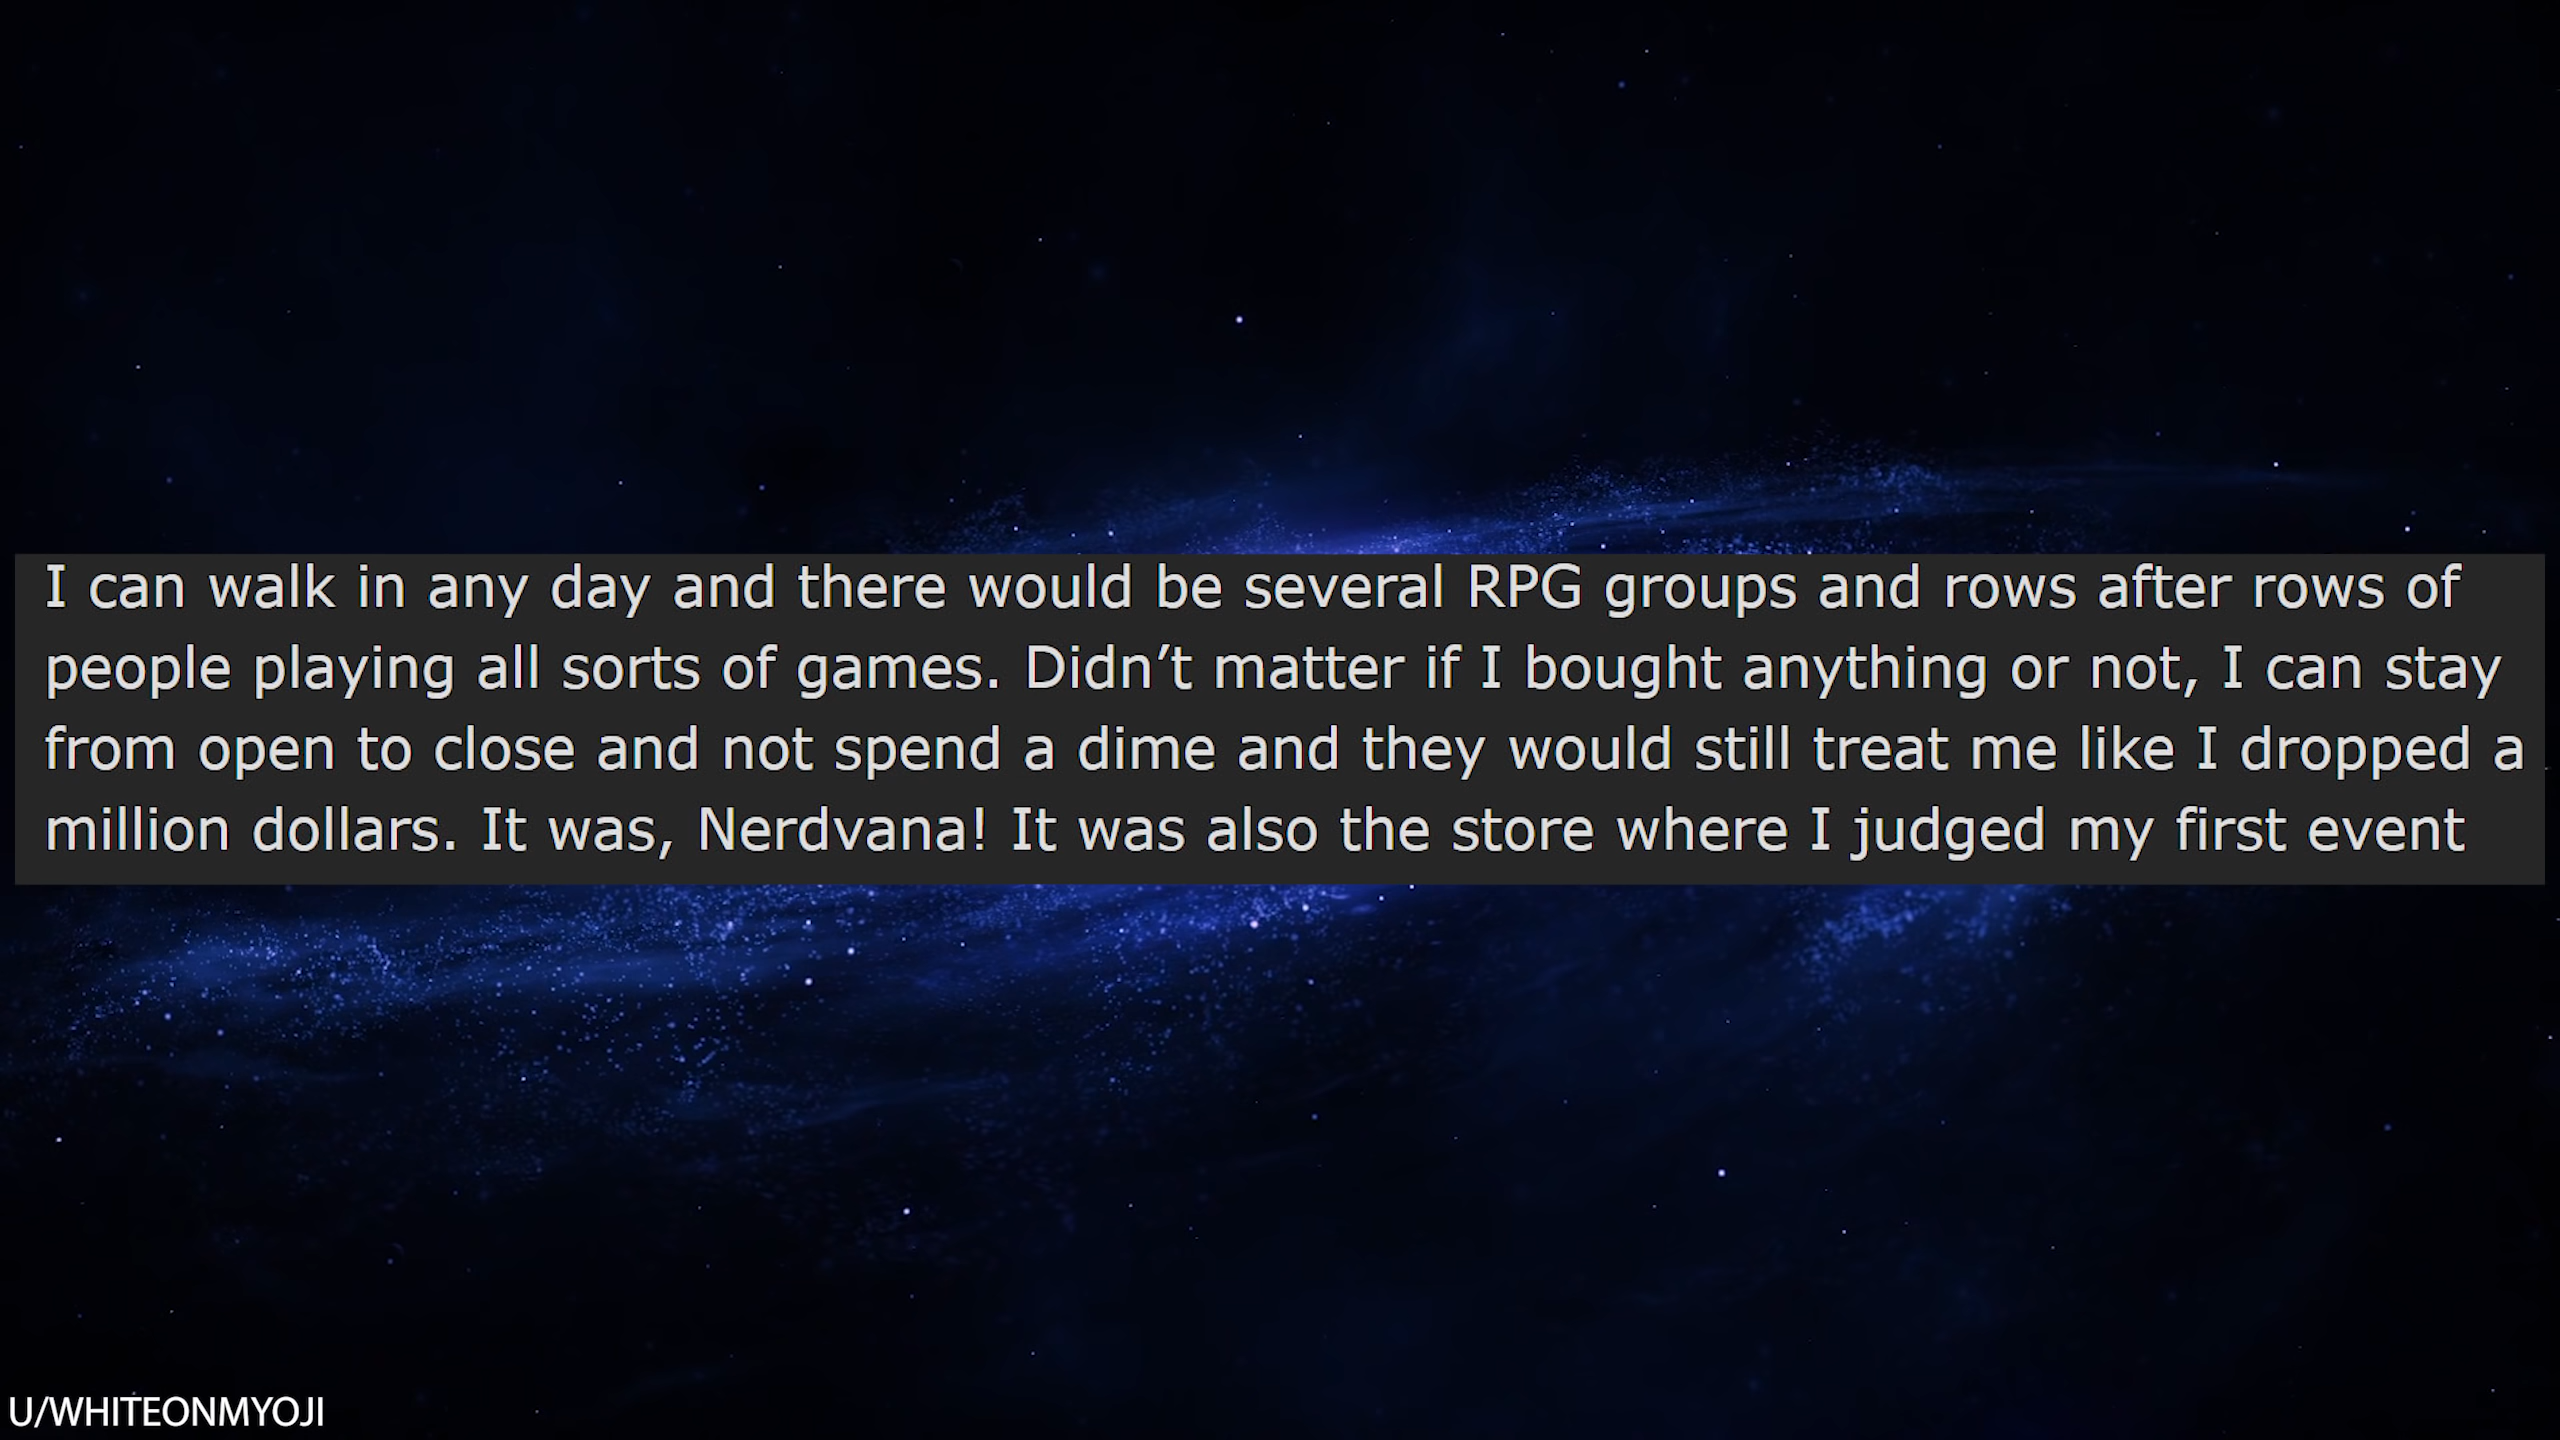 I can walk in any day and there would be several RPG groups and rows after rows of
people playing all sorts of games. Didn’t matter if I bought anything or not, I can stay
from open to close and not spend a dime and they would still treat me like I dropped a
million dollars. It was, Nerdvana! It was also the store where I judged my first event
U/WHITEONMYOJI